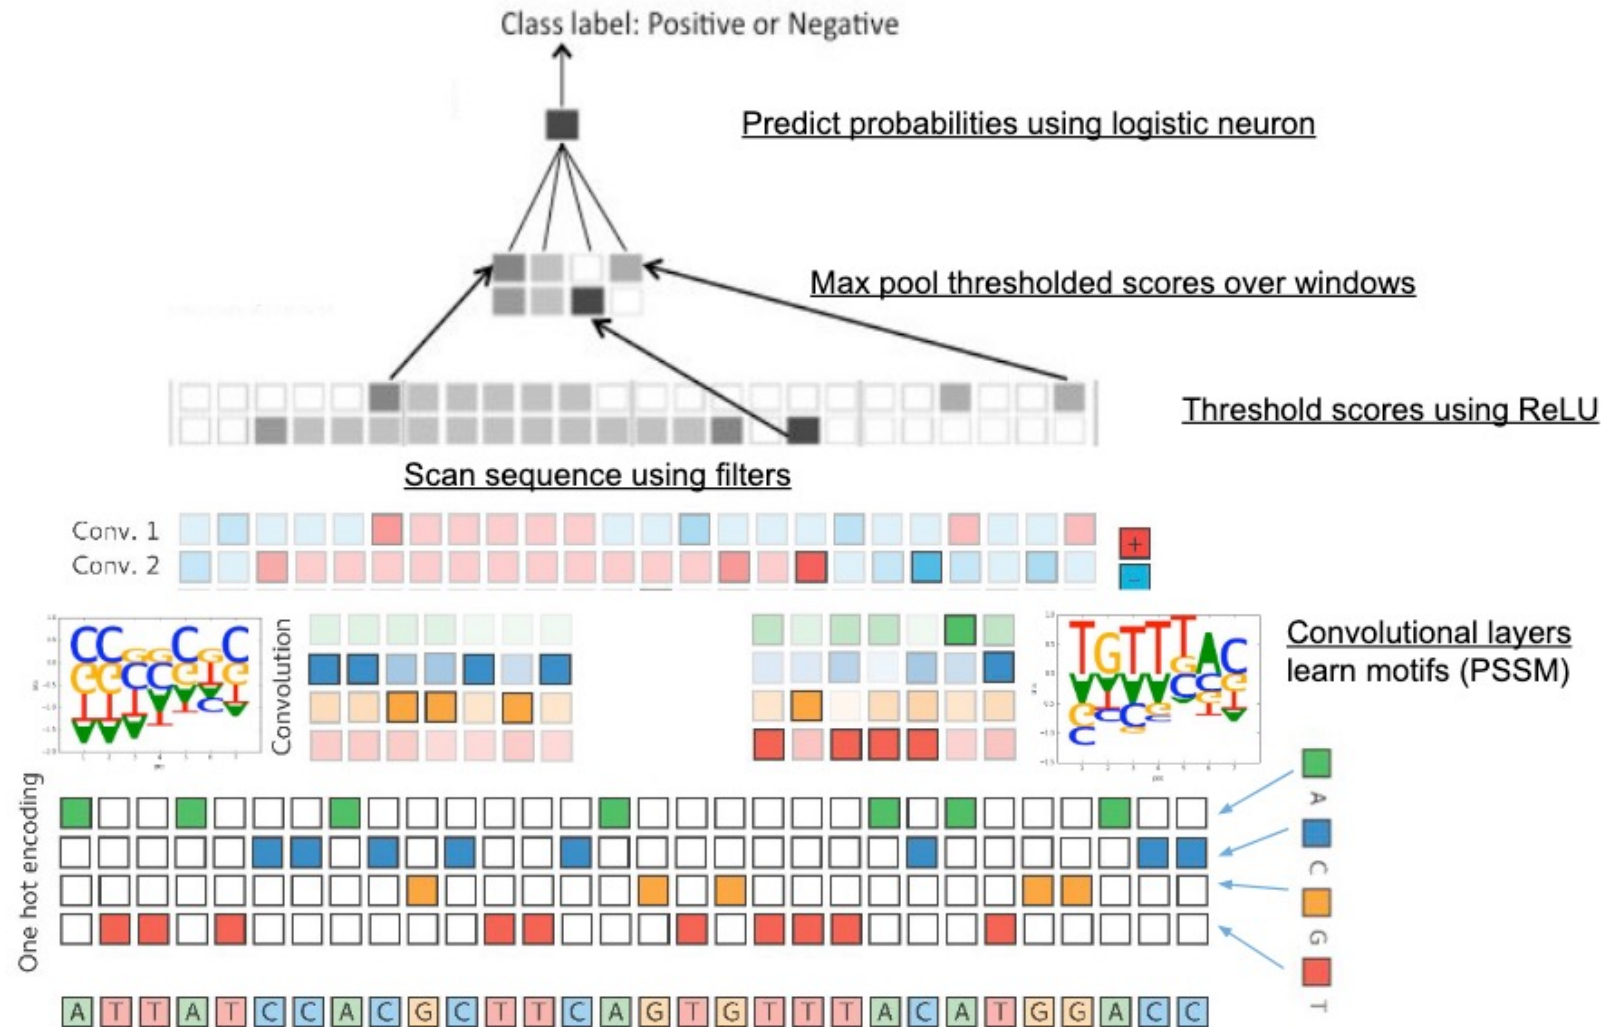 Class label: Positive or Negative
Predict probabilities using logistic neuron
Max pool thresholded scores over windows
Threshold scores using ReLU
Scan sequence using filters
Conv. 1
Conv. 2
+
-
Convolution
Convolutional layers
learn motifs (PSSM)
One hot encoding
A
C
G
T
A T T A T C C A C G C T T C A G T G T T T A C A T G G A C C